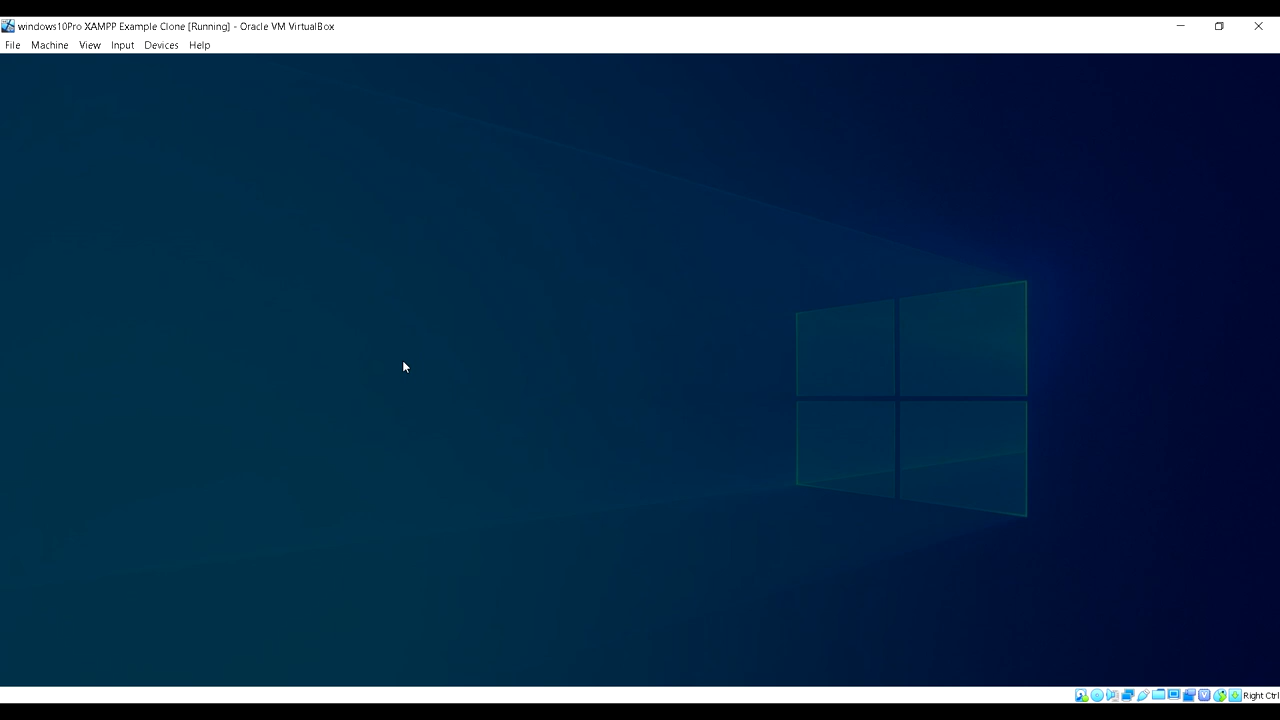 windows10Pro XAMPP Example Clone [Running] - Oracle VM VirtualBox
File Machine View Input Devices Help
Right Ctrl